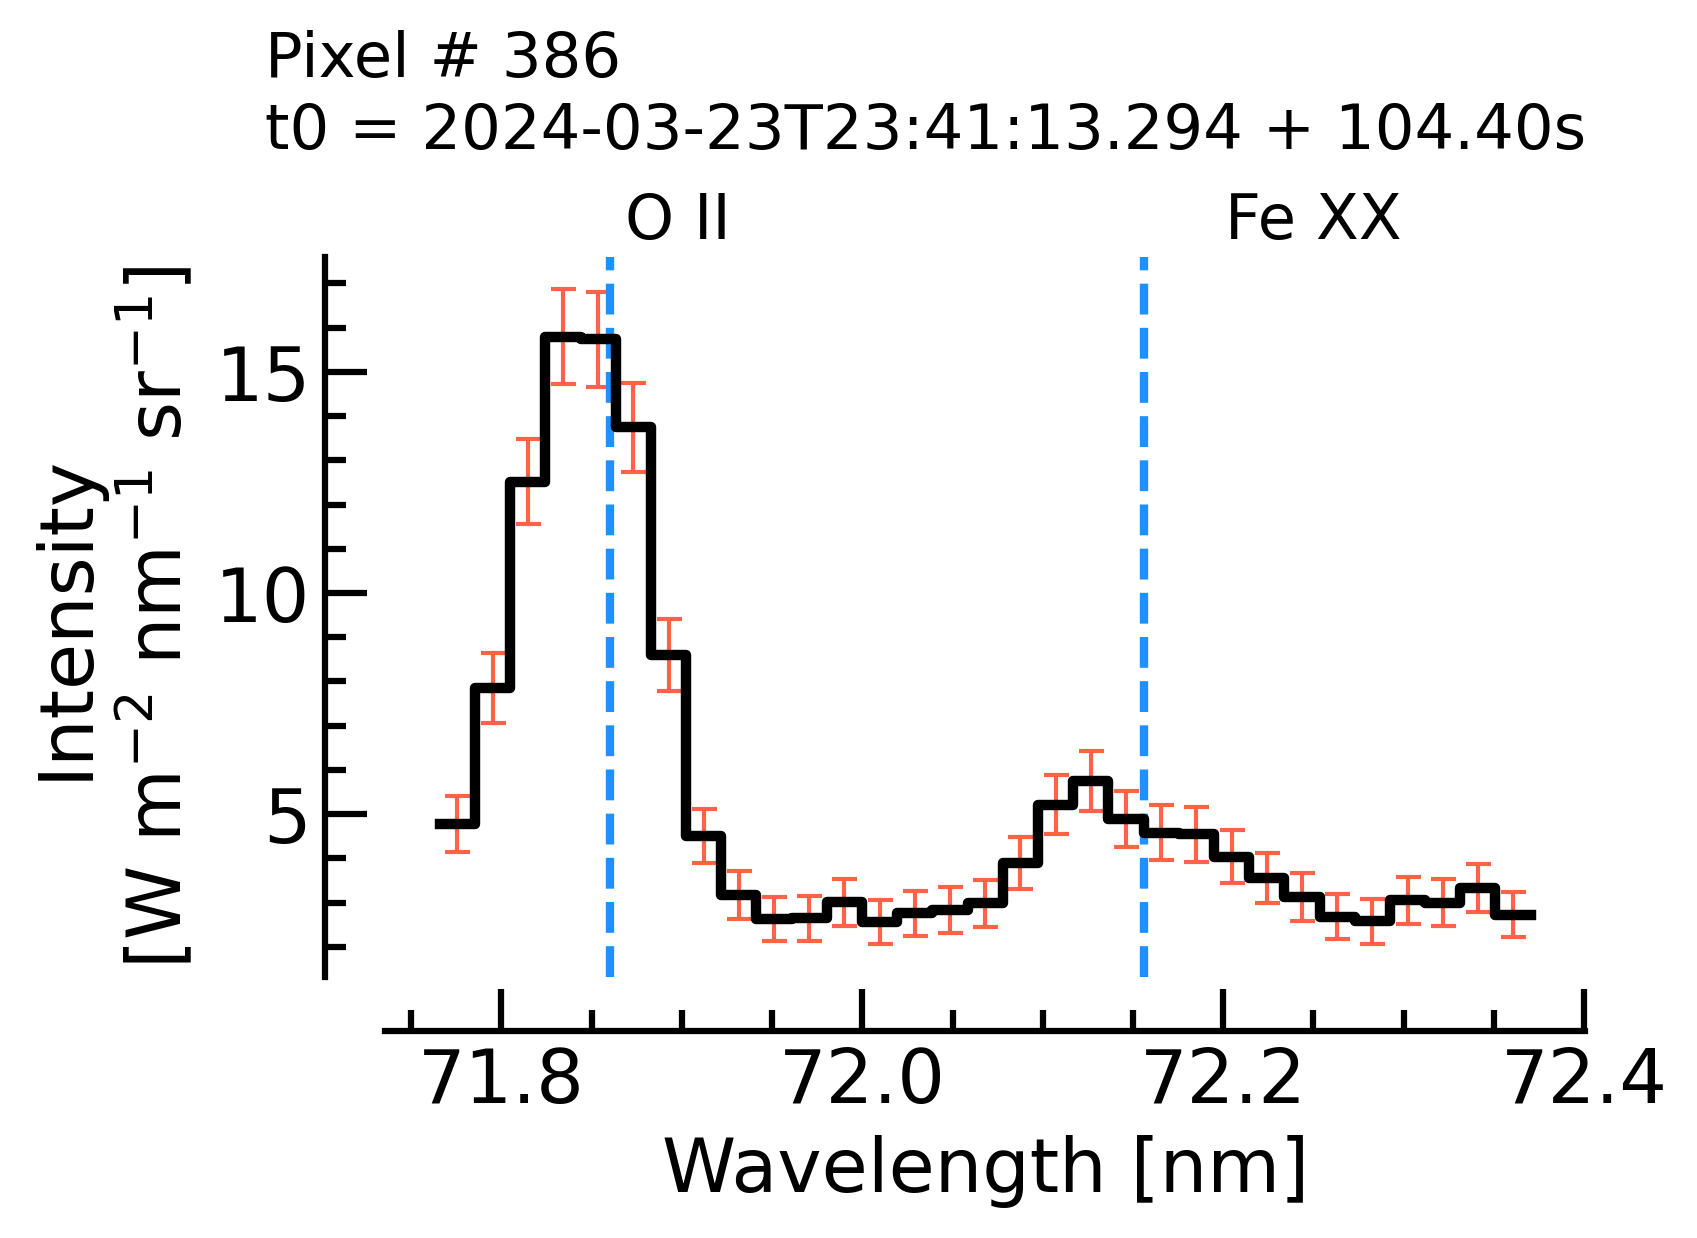 Pixel # 386
t0 = 2024-03-23T23:41:13.294 + 104.40s
O II Fe XX
Intensity
[W m⁻² nm⁻¹ sr⁻¹]
15
10
5
71.8 72.0 72.2 72.4
Wavelength [nm]